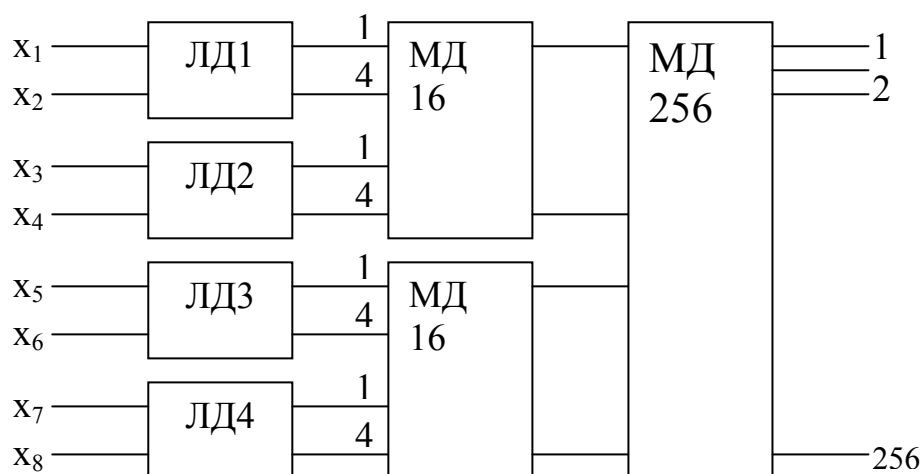 x₁ ЛД1 1 МД 16 МД 256 1
x₂ 4 2
x₃ ЛД2 1
x₄ 4
x₅ ЛД3 1 МД 16
x₆ 4
x₇ ЛД4 1
x₈ 4 256